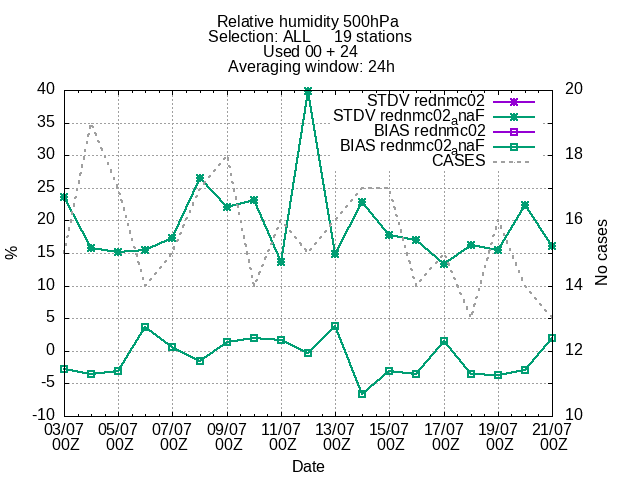 Relative humidity 500hPa
Selection: ALL 19 stations
Used 00 + 24
Averaging window: 24h
STDV rednmc02
STDV rednmc02anaF
BIAS rednmc02
BIAS rednmc02anaF
CASES
40
35
30
25
20
15
10
5
0
-5
-10
%
20
18
16
14
12
10
No cases
03/07 05/07 07/07 09/07 11/07 13/07 15/07 17/07 19/07 21/07
00Z 00Z 00Z 00Z 00Z 00Z 00Z 00Z 00Z 00Z
Date